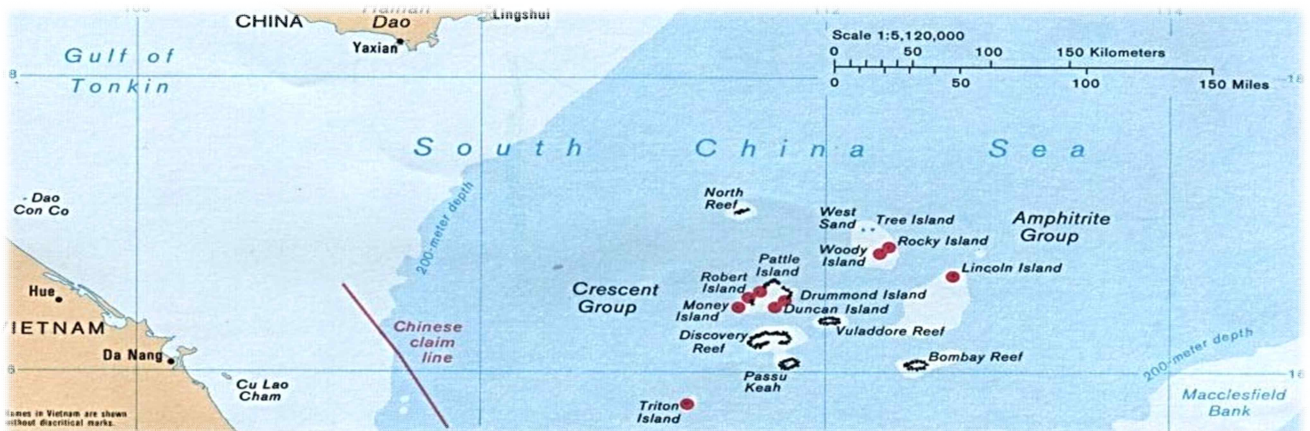 Lingshui
CHINA
Dao
Yaxian
Gulf of
Tonkin
Scale 1:5,120,000
0 50 100 150 Kilometers
0 50 100 150 Miles
South China Sea
200-meter depth
Dao
Con Co
North
Reef
West
Sand
Tree Island
Amphitrite
Group
Rocky Island
Woody
Island
Lincoln Island
Pattle
Island
Robert
Island
Crescent
Group
Money
Island
Drummond Island
Duncan Island
Vuladdore Reef
Discovery
Reef
Passu
Keah
Bombay Reef
Triton
Island
Hue
Da Nang
Cu Lao
Cham
Chinese
claim
line
200-meter depth
16
Macclesfield
Bank
in Vietnam are shown
diacritical marks.